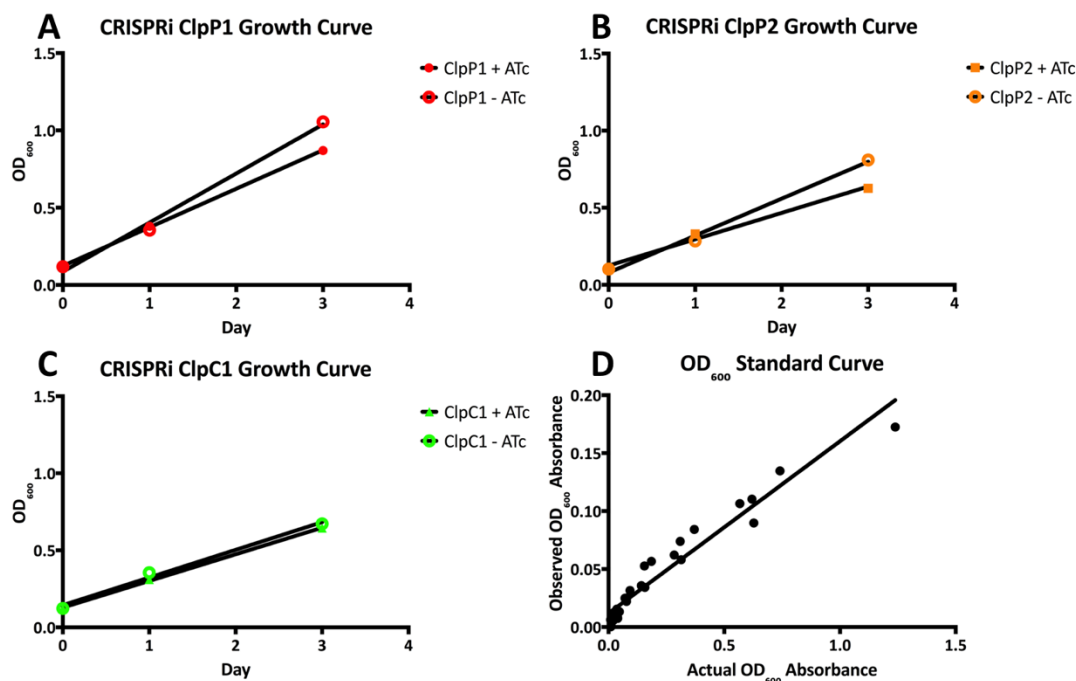 A
CRISPRi ClpP1 Growth Curve
1.5
1.0
0.5
0.0
OD600
0
1
2
3
4
Day
ClpP1 + ATc
ClpP1 - ATc
B
CRISPRi ClpP2 Growth Curve
1.5
1.0
0.5
0.0
OD600
0
1
2
3
4
Day
ClpP2 + ATc
ClpP2 - ATc
C
CRISPRi ClpC1 Growth Curve
1.5
1.0
0.5
0.0
OD600
0
1
2
3
4
Day
ClpC1 + ATc
ClpC1 - ATc
D
OD600 Standard Curve
0.20
0.15
0.10
0.05
0.00
Observed OD600 Absorbance
0.0
0.5
1.0
1.5
Actual OD600 Absorbance